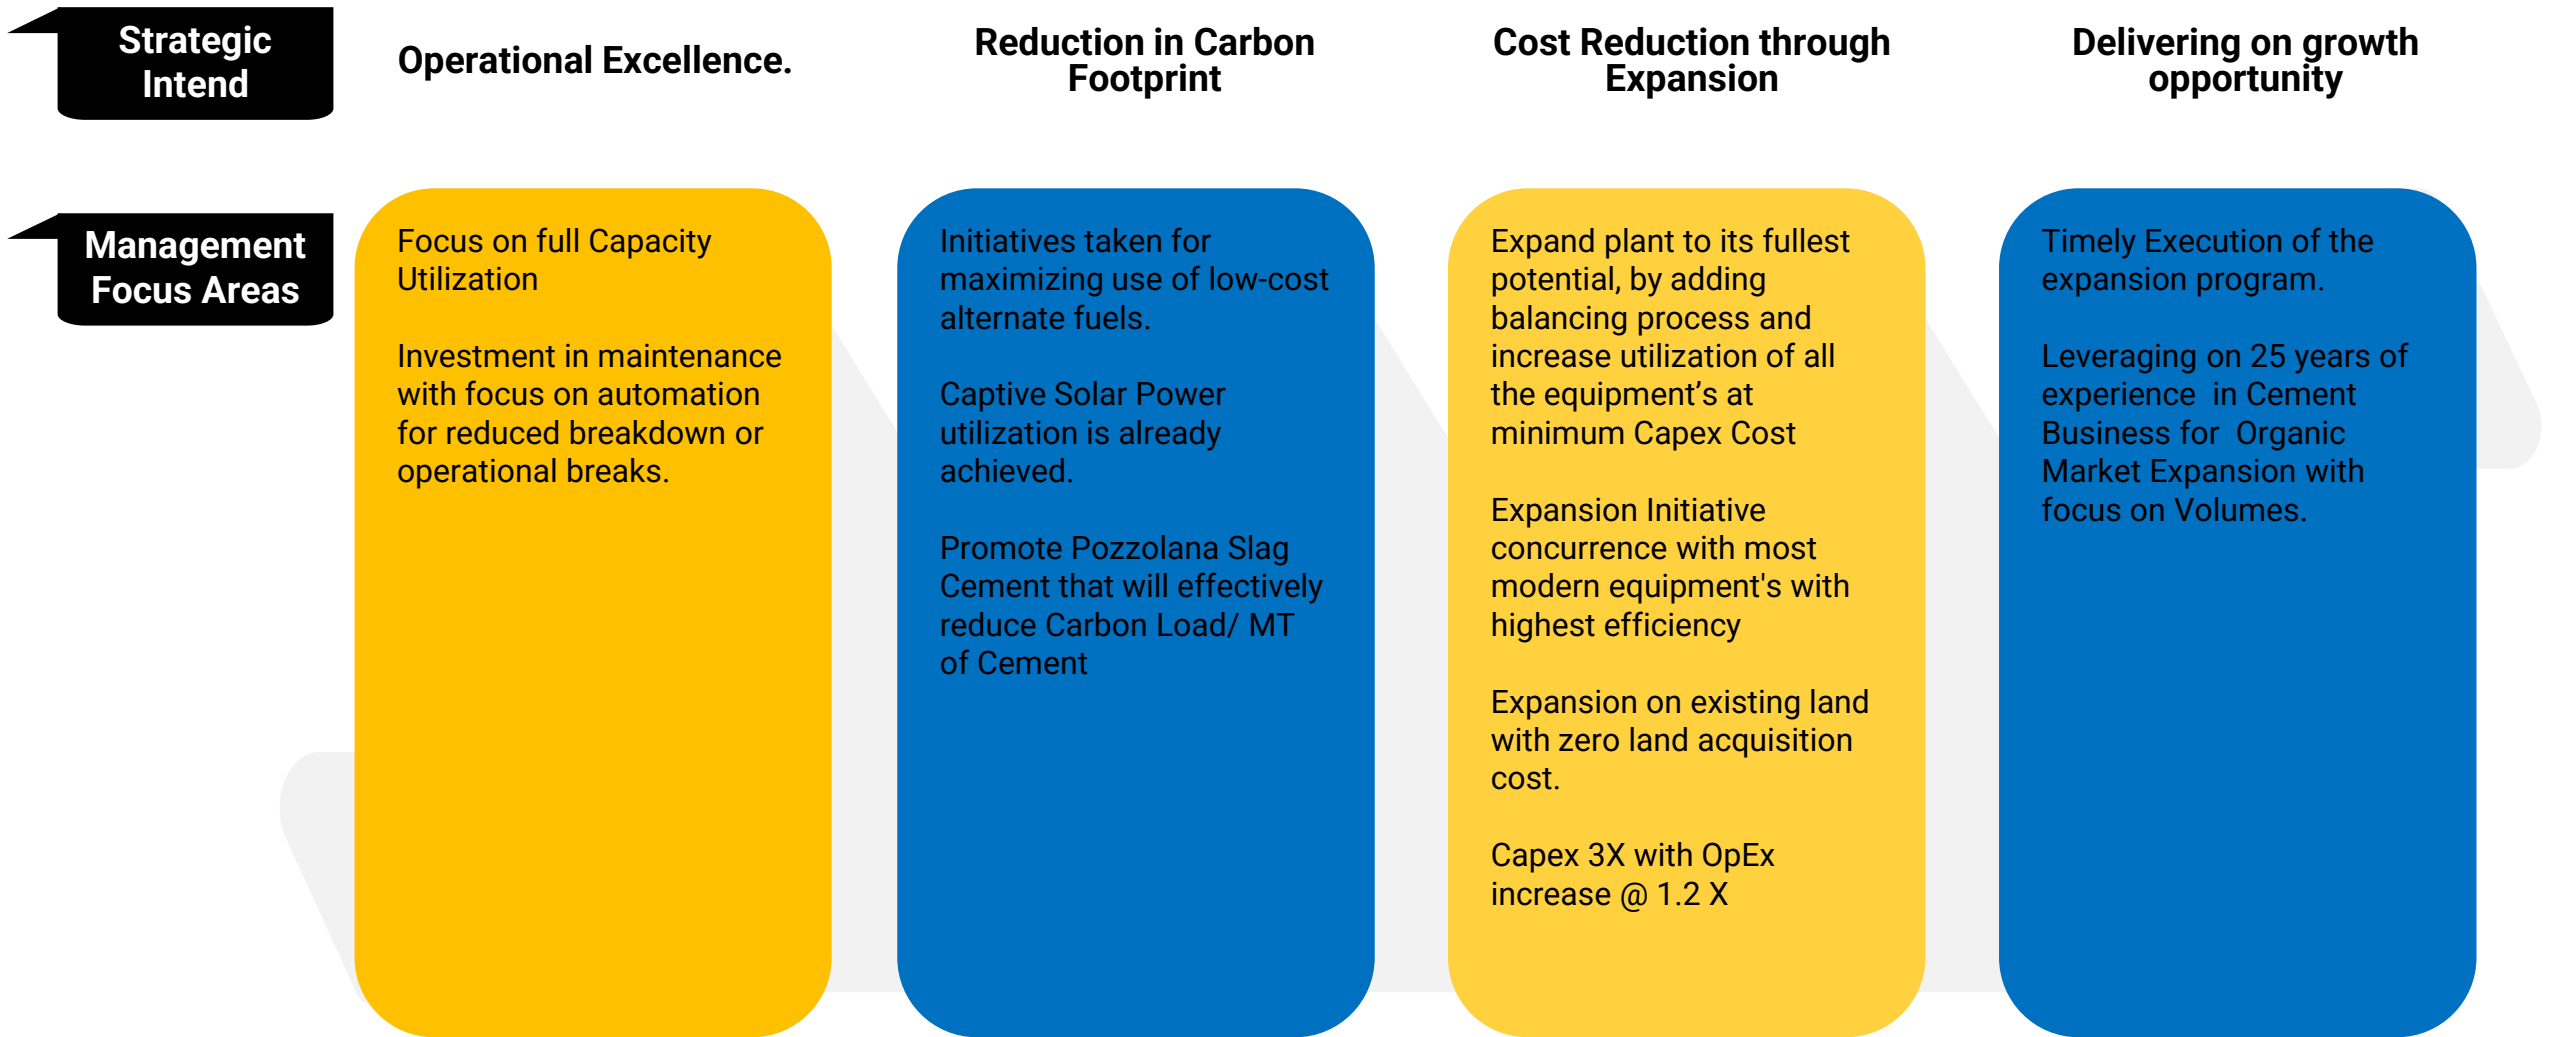 Strategic
Intend
Operational Excellence.
Reduction in Carbon
Footprint
Cost Reduction through
Expansion
Delivering on growth
opportunity
Management
Focus Areas
Focus on full Capacity
Utilization
Investment in maintenance
with focus on automation
for reduced breakdown or
operational breaks.
Initiatives taken for
maximizing use of low-cost
alternate fuels.
Captive Solar Power
utilization is already
achieved.
Promote Pozzolana Slag
Cement that will effectively
reduce Carbon Load/ MT
of Cement
Expand plant to its fullest
potential, by adding
balancing process and
increase utilization of all
the equipment’s at
minimum Capex Cost
Expansion Initiative
concurrence with most
modern equipment's with
highest efficiency
Expansion on existing land
with zero land acquisition
cost.
Capex 3X with OpEx
increase @ 1.2 X
Timely Execution of the
expansion program.
Leveraging on 25 years of
experience  in Cement
Business for  Organic
Market Expansion with
focus on Volumes.